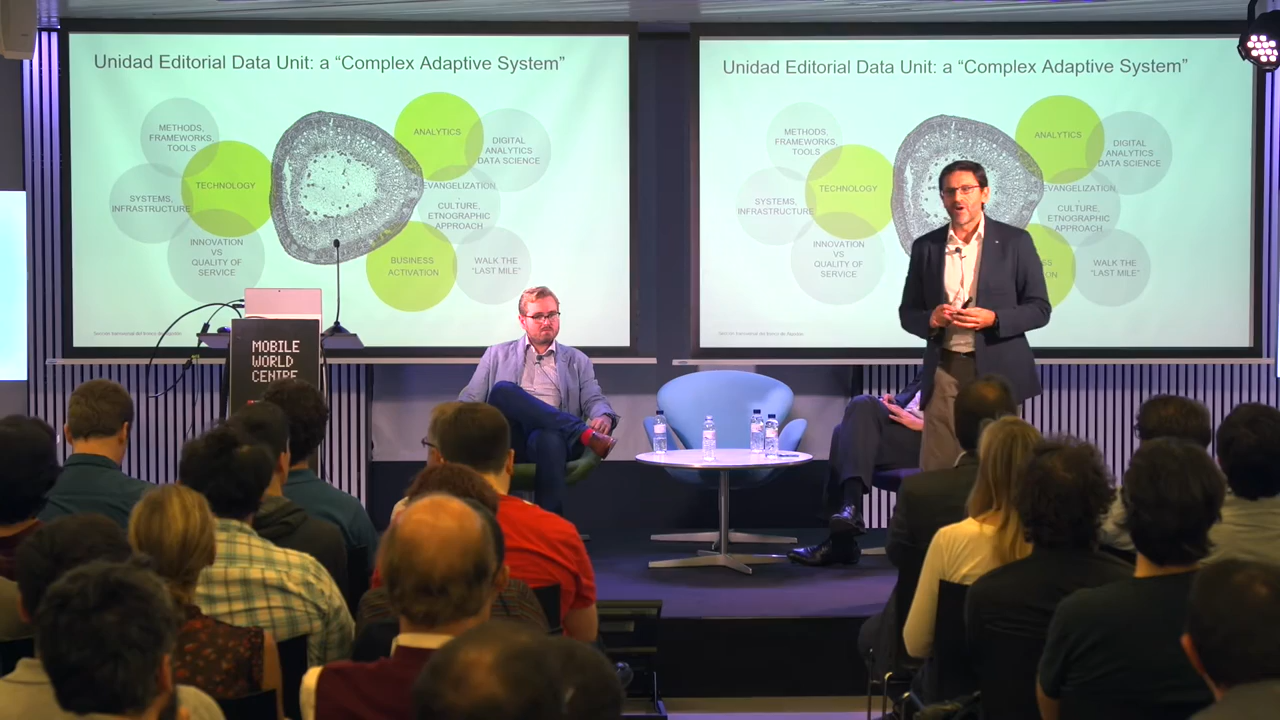 Unidad Editorial Data Unit: a “Complex Adaptive System”
METHODS,
FRAMEWORKS,
TOOLS
TECHNOLOGY
SYSTEMS,
INFRASTRUCTURE
INNOVATION
VS
QUALITY OF
SERVICE
ANALYTICS
DIGITAL
ANALYTICS
DATA SCIENCE
EVANGELIZATION,
CULTURE,
ETNOGRAPHIC
APPROACH
BUSINESS
ACTIVATION
WALK THE
“LAST MILE”
Unidad Editorial Data Unit: a “Complex Adaptive System”
METHODS,
FRAMEWORKS,
TOOLS
TECHNOLOGY
SYSTEMS,
INFRASTRUCTURE
INNOVATION
VS
QUALITY OF
SERVICE
ANALYTICS
DIGITAL
ANALYTICS
DATA SCIENCE
EVANGELIZATION,
CULTURE,
ETNOGRAPHIC
APPROACH
WALK THE
“LAST MILE”
MOBILE
WORLD
CENTRE